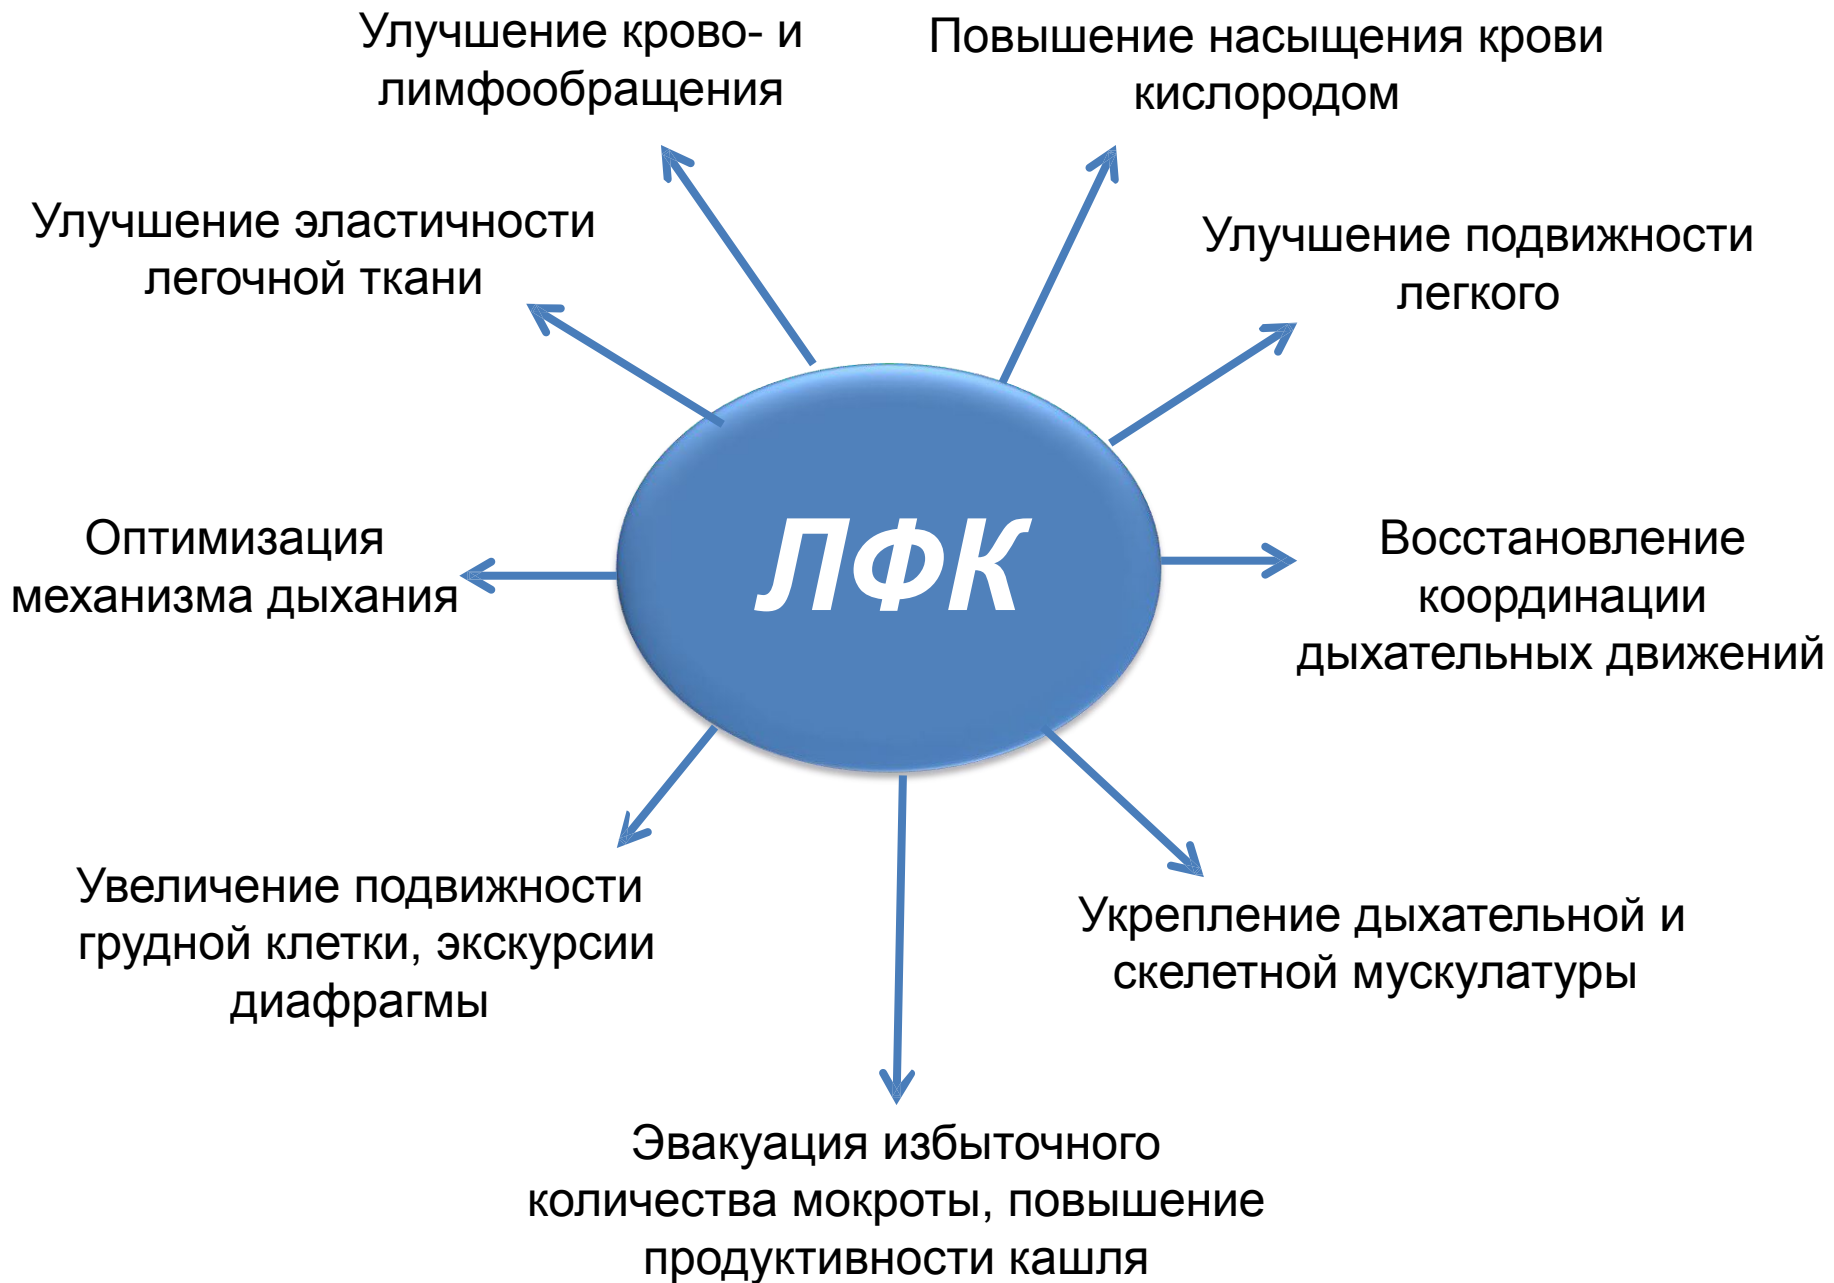 Улучшение крово- и
лимфообращения
Повышение насыщения крови
кислородом
Улучшение эластичности
легочной ткани
Улучшение подвижности
легкого
ЛФК
Оптимизация
механизма дыхания
Восстановление
координации
дыхательных движений
Увеличение подвижности
грудной клетки, экскурсии
диафрагмы
Укрепление дыхательной и
скелетной мускулатуры
Эвакуация избыточного
количества мокроты, повышение
продуктивности кашля